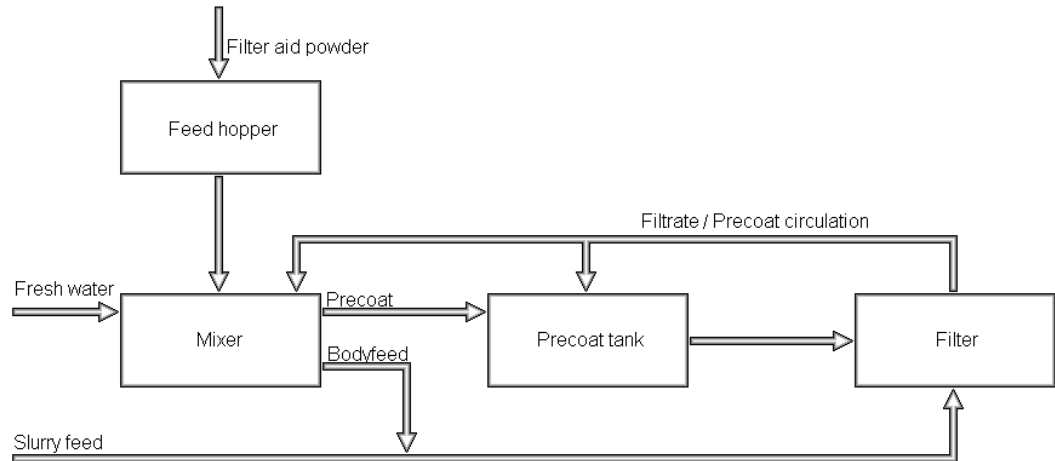 Filter aid powder
Feed hopper
Filtrate / Precoat circulation
Fresh water
Precoat
Mixer
Precoat tank
Filter
Bodyfeed
Slurry feed